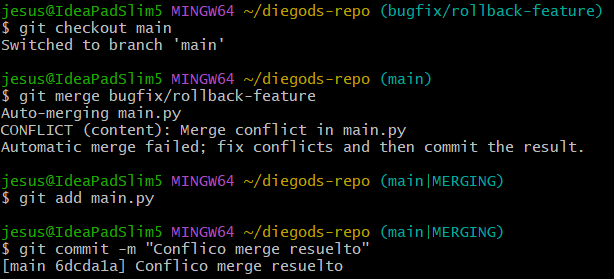 jesus@IdeaPadSlim5 MINGW64 ~/diegods-repo (bugfix/rollback-feature)
$ git checkout main
Switched to branch 'main'
jesus@IdeaPadSlim5 MINGW64 ~/diegods-repo (main)
$ git merge bugfix/rollback-feature
Auto-merging main.py
CONFLICT (content): Merge conflict in main.py
Automatic merge failed; fix conflicts and then commit the result.
jesus@IdeaPadSlim5 MINGW64 ~/diegods-repo (main|MERGING)
$ git add main.py
jesus@IdeaPadSlim5 MINGW64 ~/diegods-repo (main|MERGING)
$ git commit -m "Conflico merge resuelto"
[main 6dcda1a] Conflico merge resuelto